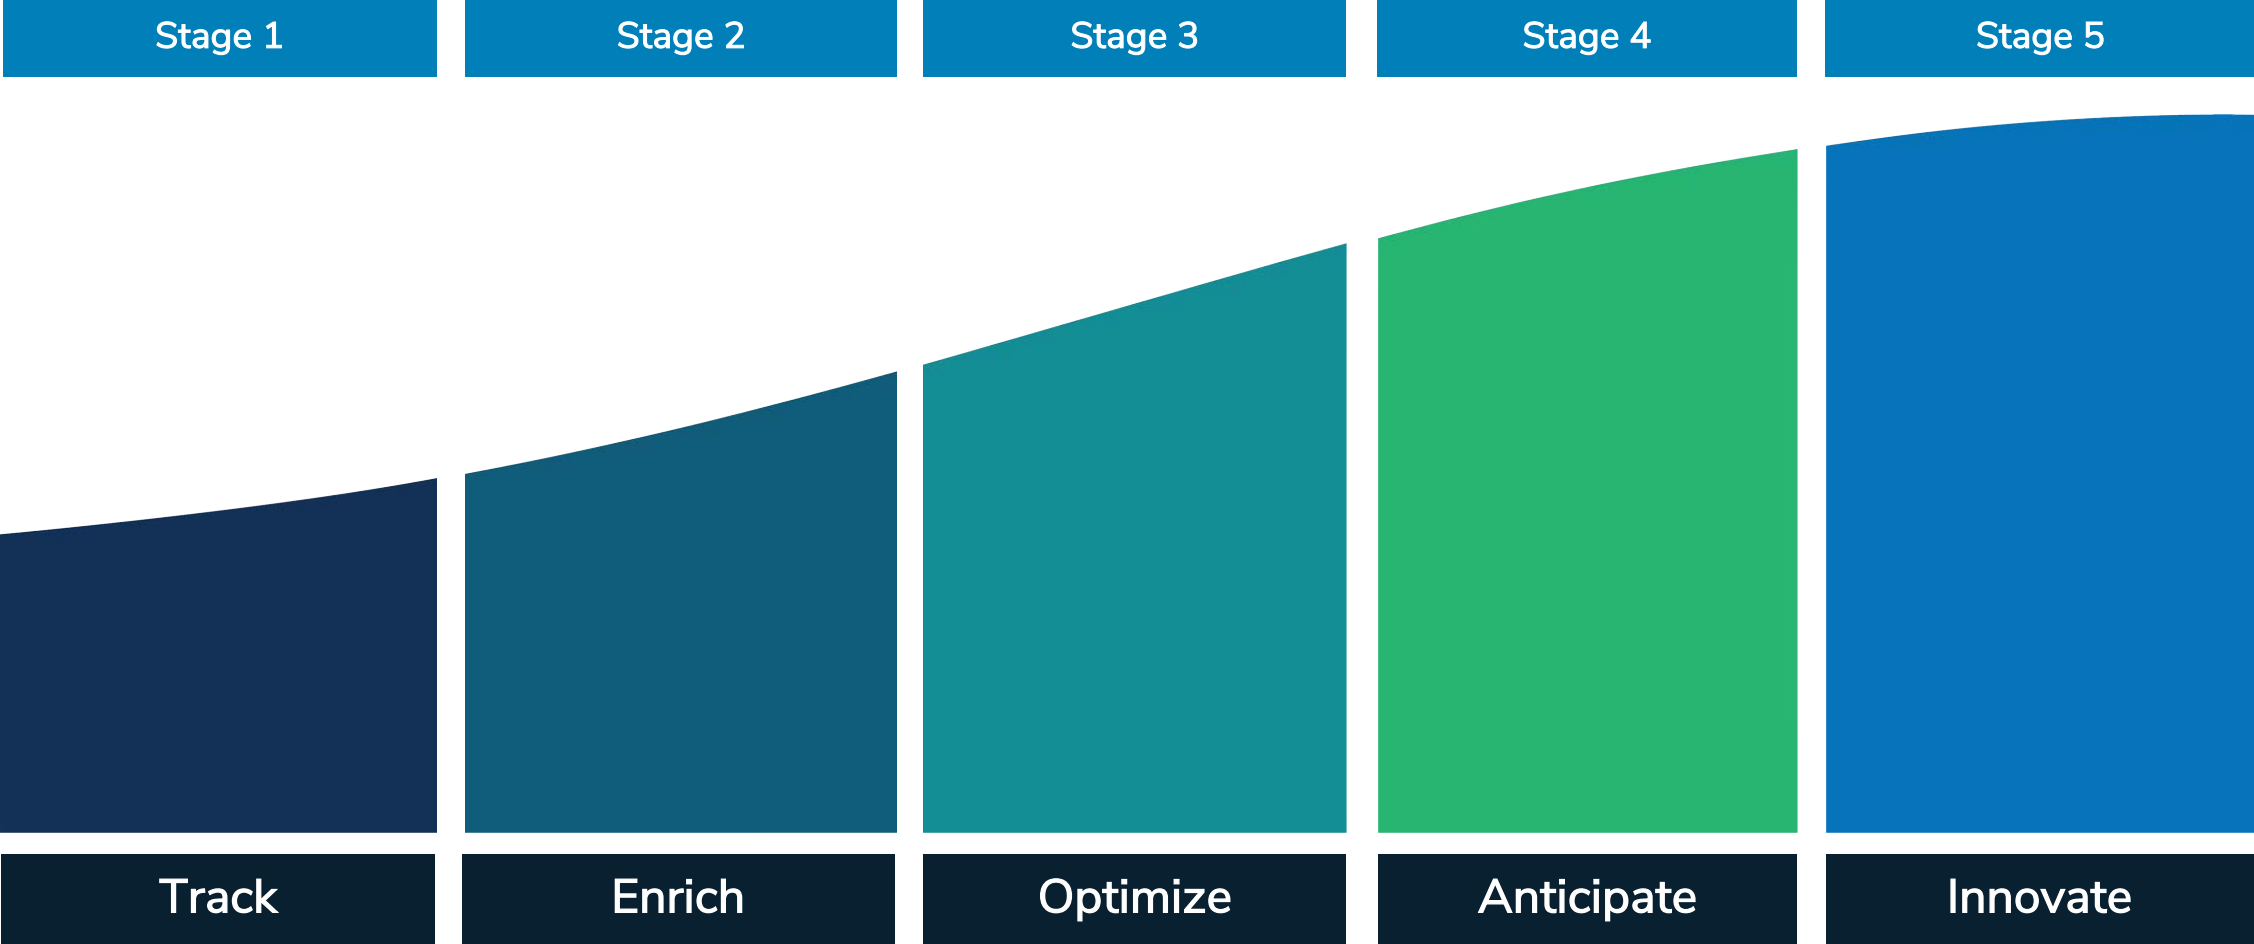 Stage 1
Stage 2
Stage 3
Stage 4
Stage 5
Track
Enrich
Optimize
Anticipate
Innovate